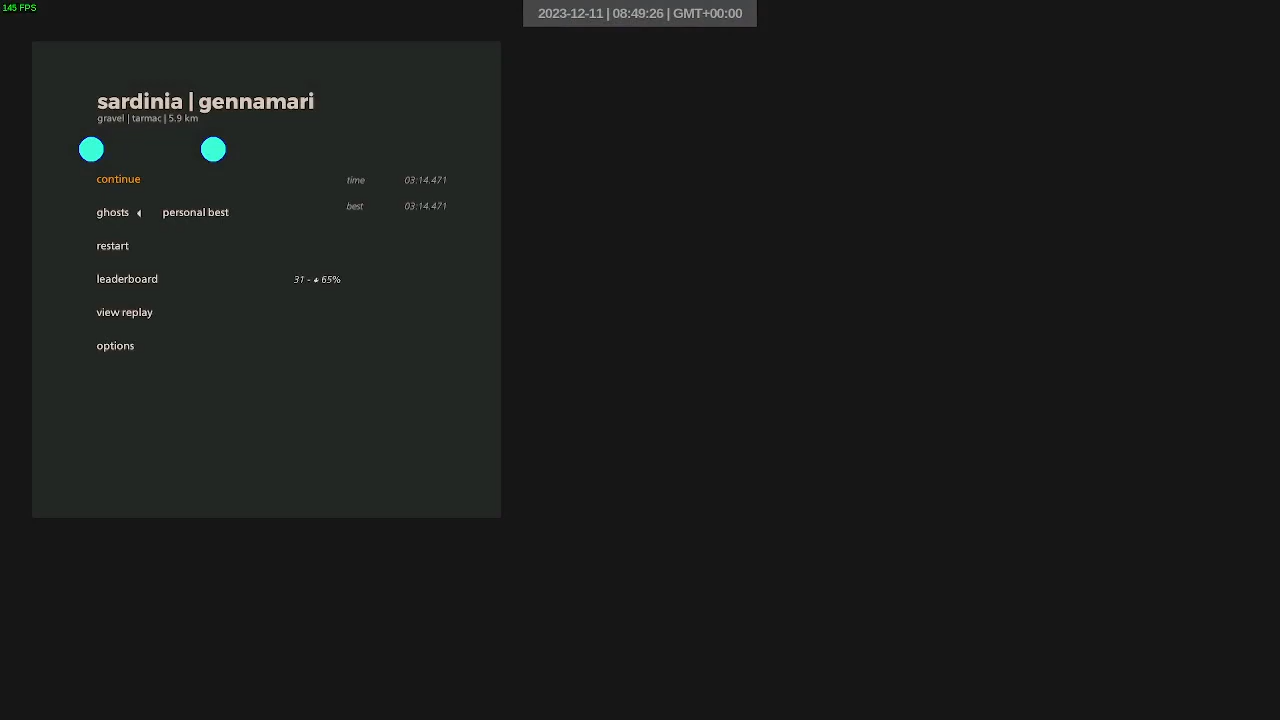 145 FPS
2023-12-11 | 08:49:26 | GMT+00:00
sardinia | gennamari
gravel | tarmac | 5.9 km
continue
time 03:14.471
ghosts personal best
best 03:14.471
restart
leaderboard 31 - 65%
view replay
options